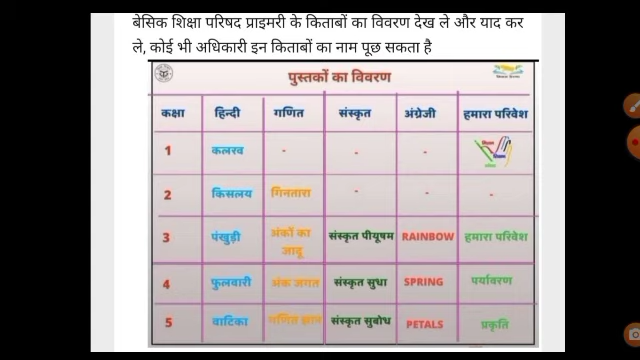 बेसिक शिक्षा परिषद प्राइमरी के किताबों का विवरण देख ले और याद कर
ले, कोई भी अधिकारी इन किताबों का नाम पूछ सकता है
पुस्तकों का विवरण
कक्षा हिन्दी गणित संस्कृत अंग्रेजी हमारा परिवेश
1 कलरव - - -
2 किसलय गिनतारा - - -
3 पंखुड़ी अंकों का जादू संस्कृत पीयूषम RAINBOW हमारा परिवेश
4 फुलवारी अंक जगत संस्कृत सुधा SPRING पर्यावरण
5 वाटिका गणित ज्ञान संस्कृत सुबोध PETALS प्रकृति